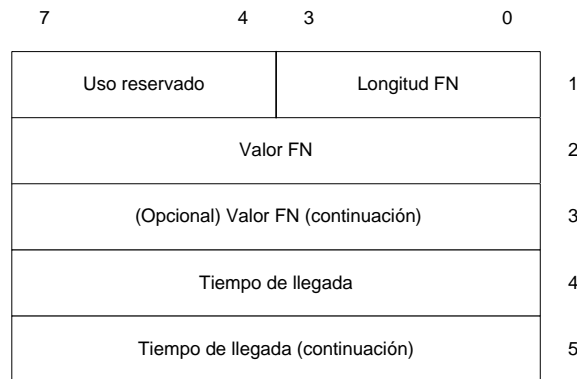 7 4 3 0
Uso reservado Longitud FN 1
Valor FN 2
(Opcional) Valor FN (continuación) 3
Tiempo de llegada 4
Tiempo de llegada (continuación) 5